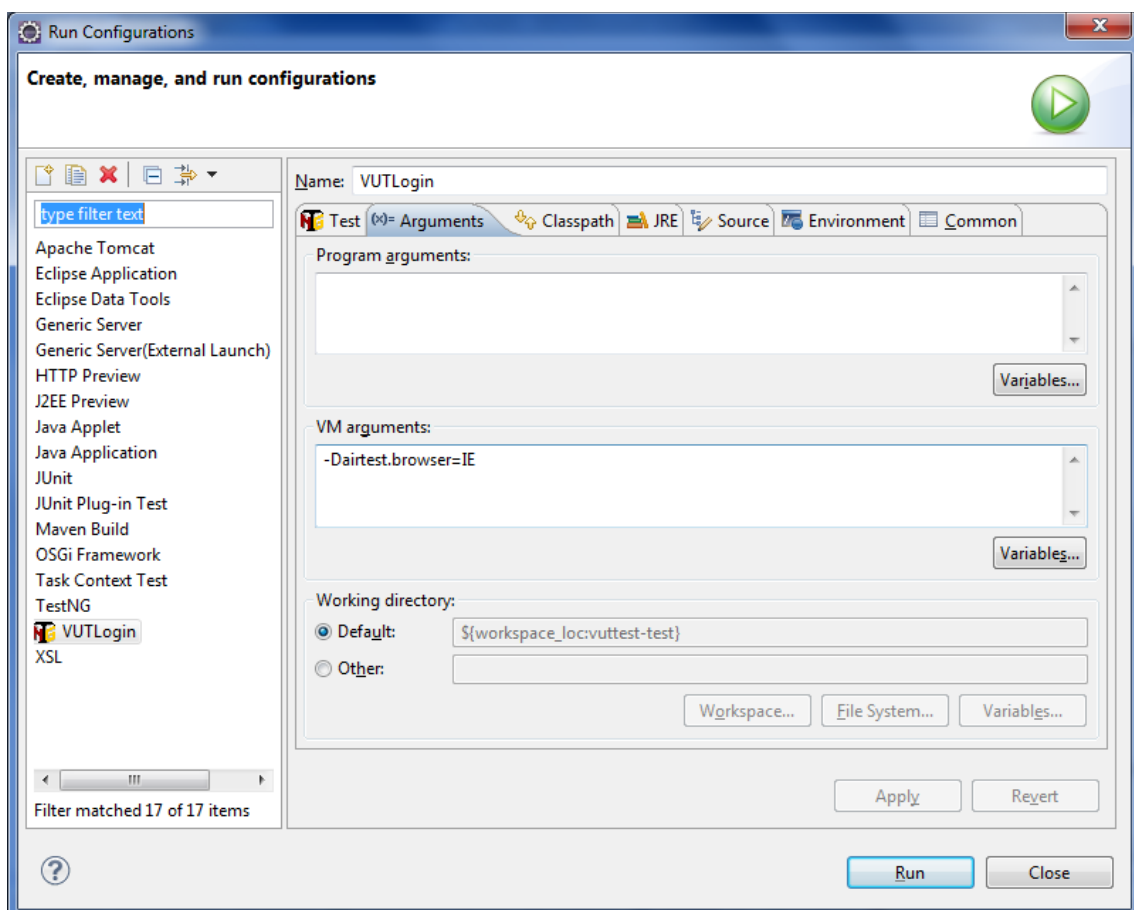 Run Configurations
Create, manage, and run configurations
type filter text
Apache Tomcat
Eclipse Application
Eclipse Data Tools
Generic Server
Generic Server(External Launch)
HTTP Preview
J2EE Preview
Java Applet
Java Application
JUnit
JUnit Plug-in Test
Maven Build
OSGi Framework
Task Context Test
TestNG
VUTLogin
XSL
Filter matched 17 of 17 items
Name: VUTLogin
Test (x)= Arguments Classpath JRE Source Environment Common
Program arguments:
Variables...
VM arguments:
-Dairtest.browser=IE
Variables...
Working directory:
Default: ${workspace_loc:vuttest-test}
Other:
Workspace... File System... Variables...
Apply Revert
? Run Close